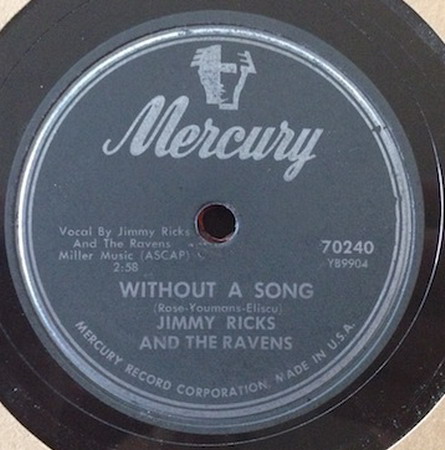 Mercury
Vocal By Jimmy Ricks
And The Ravens
Miller Music (ASCAP)
2:58
70240
YB9904
WITHOUT A SONG
(Rose-Youmans-Eliscu)
JIMMY RICKS
AND THE RAVENS
MERCURY RECORD CORPORATION. MADE IN U.S.A.